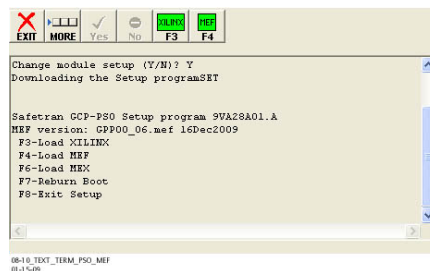 EXIT MORE Yes No XILINX F3 MEF F4
Change module setup (Y/N)? Y
Downloading the Setup programSET
Safetran GCP-PSO Setup program 9VA28A01.A
MEF version: GPP00_06.mef 16Dec2009
F3-Load XILINX
F4-Load MEF
F6-Load MEX
F7-Reburn Boot
F8-Exit Setup
08-10_TEXT_TERM_PSO_MEF
01-15-09